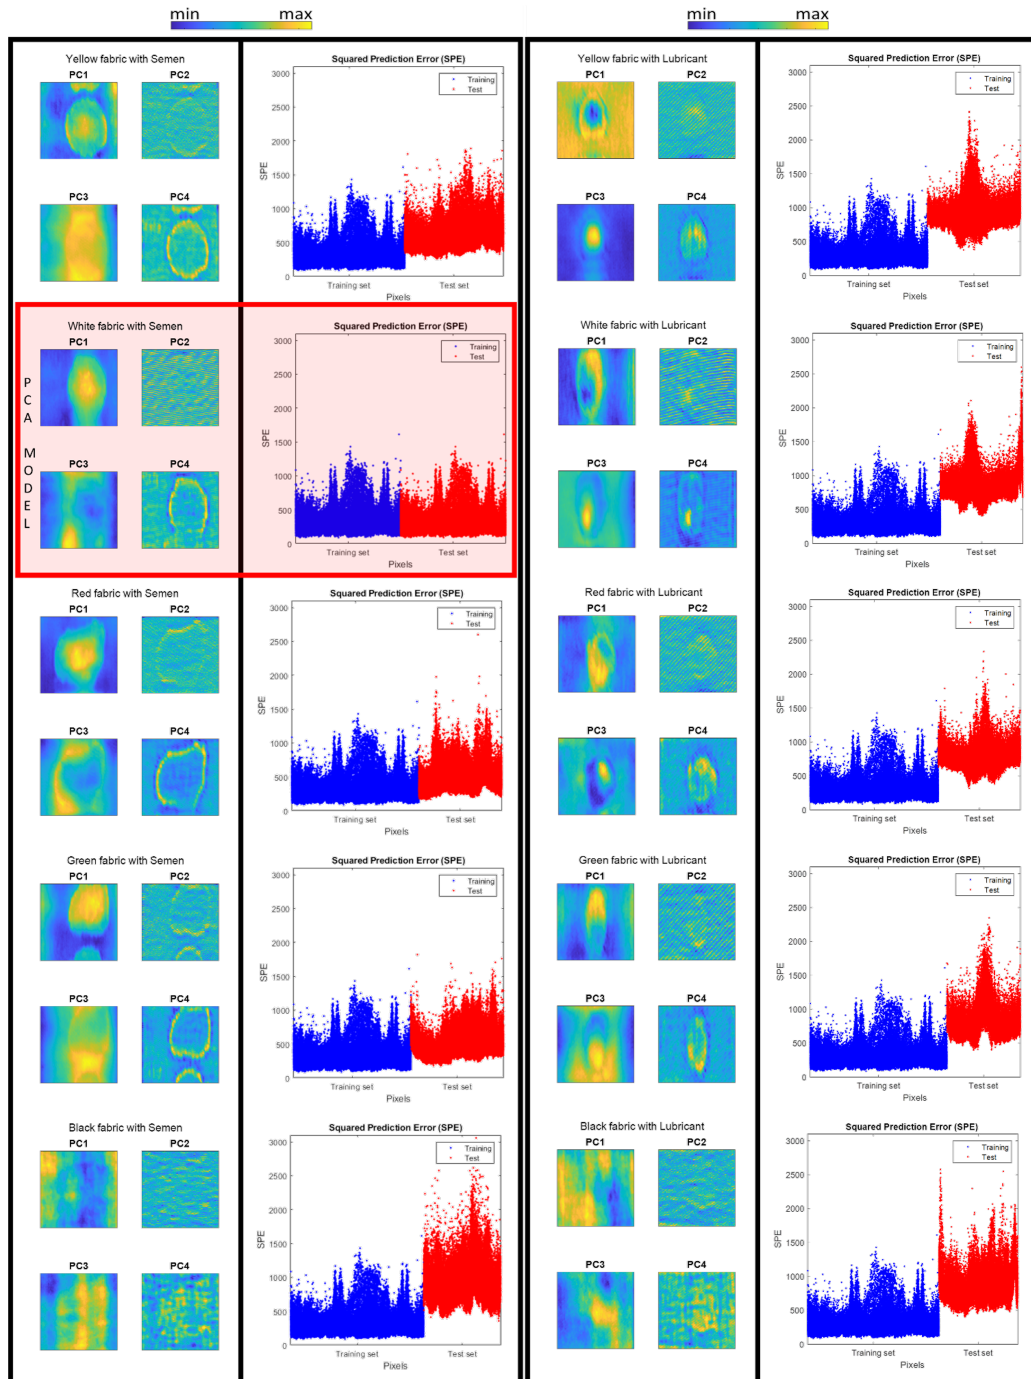 min max
min max
Yellow fabric with Semen
PC1 PC2
PC3 PC4
Squared Prediction Error (SPE)
Training
Test
3000
2500
2000
1500
1000
500
0
SPE
Training set Test set
Pixels
Yellow fabric with Lubricant
PC1 PC2
PC3 PC4
Squared Prediction Error (SPE)
Training
Test
3000
2500
2000
1500
1000
500
0
SPE
Training set Test set
Pixels
PCA MODEL
White fabric with Semen
PC1 PC2
PC3 PC4
Squared Prediction Error (SPE)
Training
Test
3000
2500
2000
1500
1000
500
0
SPE
Training set Test set
Pixels
White fabric with Lubricant
PC1 PC2
PC3 PC4
Squared Prediction Error (SPE)
Training
Test
3000
2500
2000
1500
1000
500
0
SPE
Training set Test set
Pixels
Red fabric with Semen
PC1 PC2
PC3 PC4
Squared Prediction Error (SPE)
Training
Test
3000
2500
2000
1500
1000
500
0
SPE
Training set Test set
Pixels
Red fabric with Lubricant
PC1 PC2
PC3 PC4
Squared Prediction Error (SPE)
Training
Test
3000
2500
2000
1500
1000
500
0
SPE
Training set Test set
Pixels
Green fabric with Semen
PC1 PC2
PC3 PC4
Squared Prediction Error (SPE)
Training
Test
3000
2500
2000
1500
1000
500
0
SPE
Training set Test set
Pixels
Green fabric with Lubricant
PC1 PC2
PC3 PC4
Squared Prediction Error (SPE)
Training
Test
3000
2500
2000
1500
1000
500
0
SPE
Training set Test set
Pixels
Black fabric with Semen
PC1 PC2
PC3 PC4
Squared Prediction Error (SPE)
Training
Test
3000
2500
2000
1500
1000
500
0
SPE
Training set Test set
Pixels
Black fabric with Lubricant
PC1 PC2
PC3 PC4
Squared Prediction Error (SPE)
Training
Test
3000
2500
2000
1500
1000
500
0
SPE
Training set Test set
Pixels